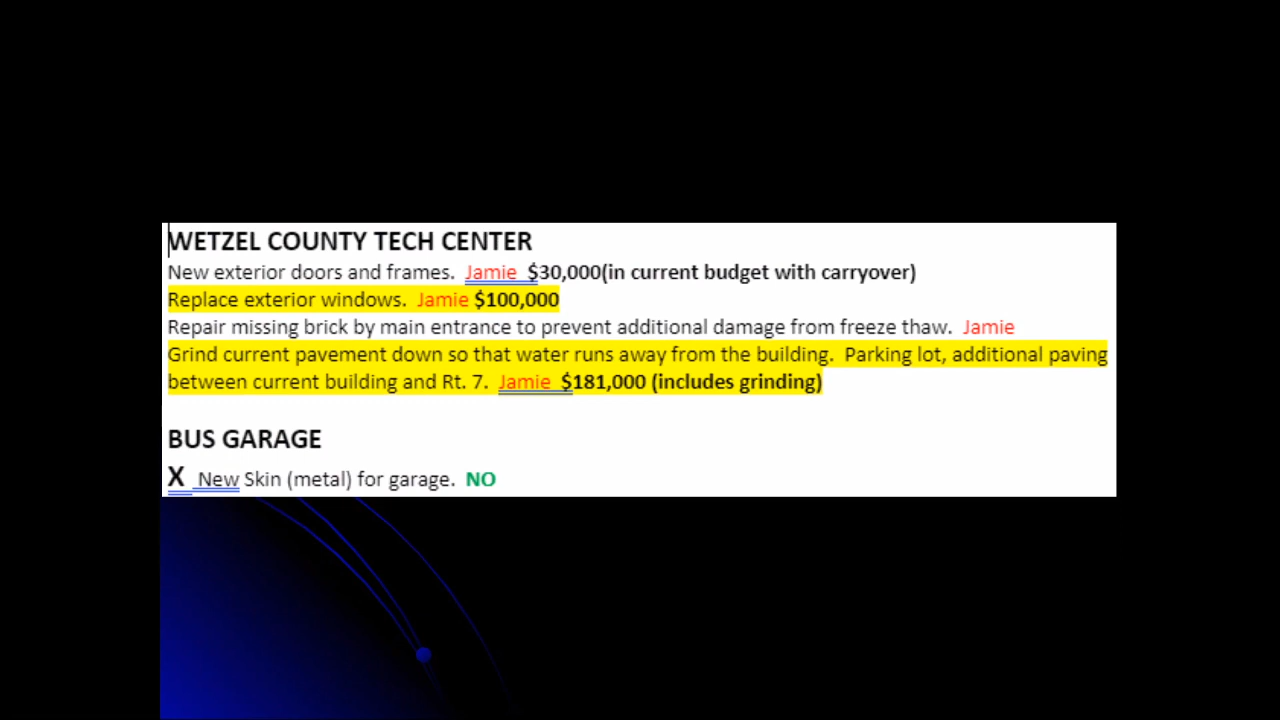 WETZEL COUNTY TECH CENTER
New exterior doors and frames. Jamie $30,000(in current budget with carryover)
Replace exterior windows. Jamie $100,000
Repair missing brick by main entrance to prevent additional damage from freeze thaw. Jamie
Grind current pavement down so that water runs away from the building. Parking lot, additional paving
between current building and Rt. 7. Jamie $181,000 (includes grinding)
BUS GARAGE
X New Skin (metal) for garage. NO